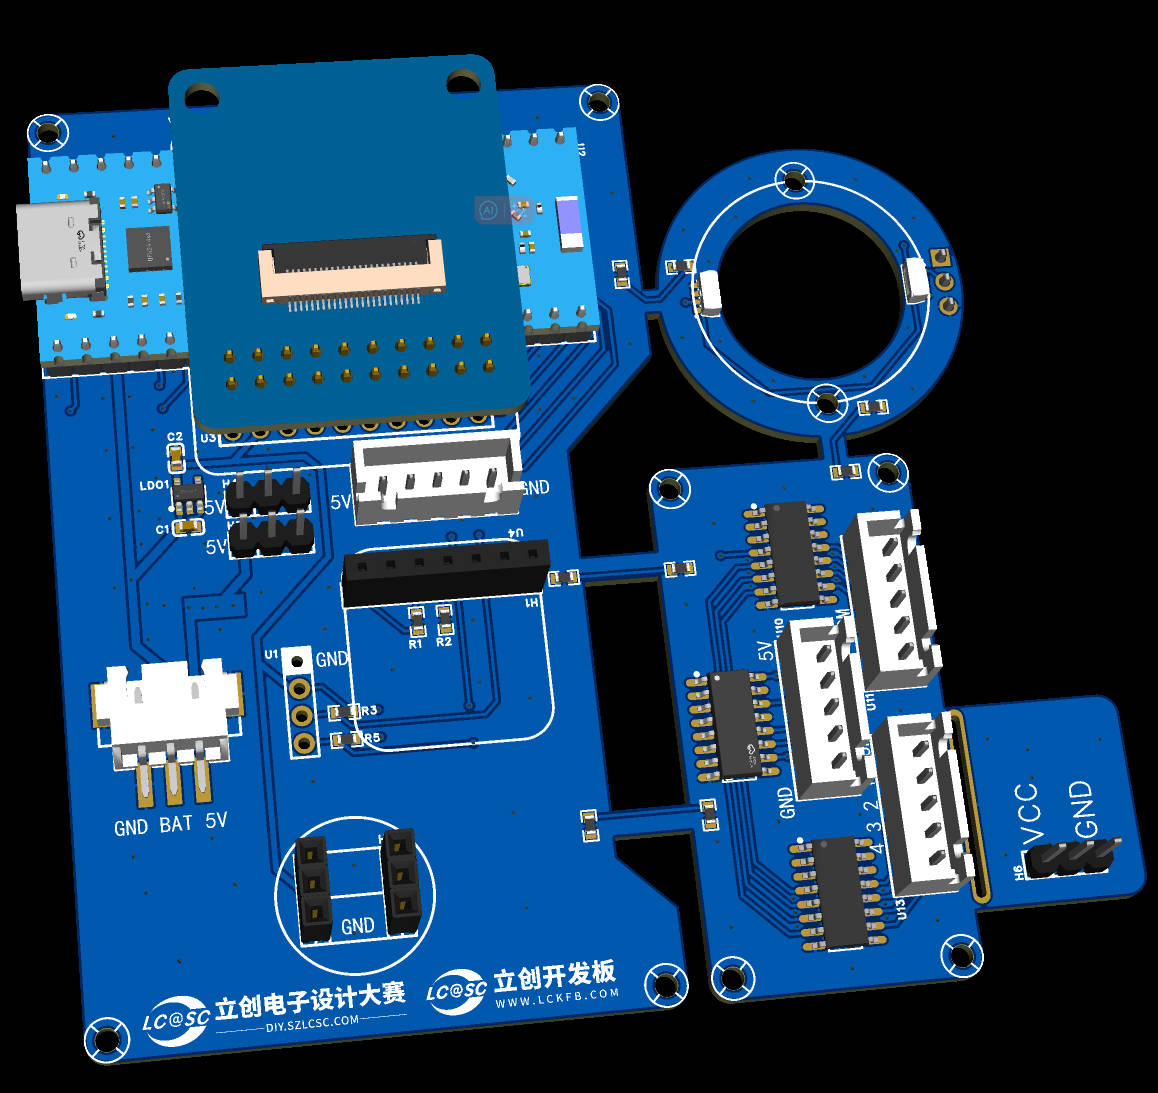 AI
U2
U3
C2
LDO1
5V
5V
GND
C1
5V
U4
H1
R1
R2
U1
GND
R3
R5
GND BAT 5V
GND
LC@SC
立创电子设计大赛
DIY.SZLCSC.COM
LC@SC
立创开发板
WWW.LCKFB.COM
U10
5V
U11
GND
2
3
4
U13
VCC
GND
H6